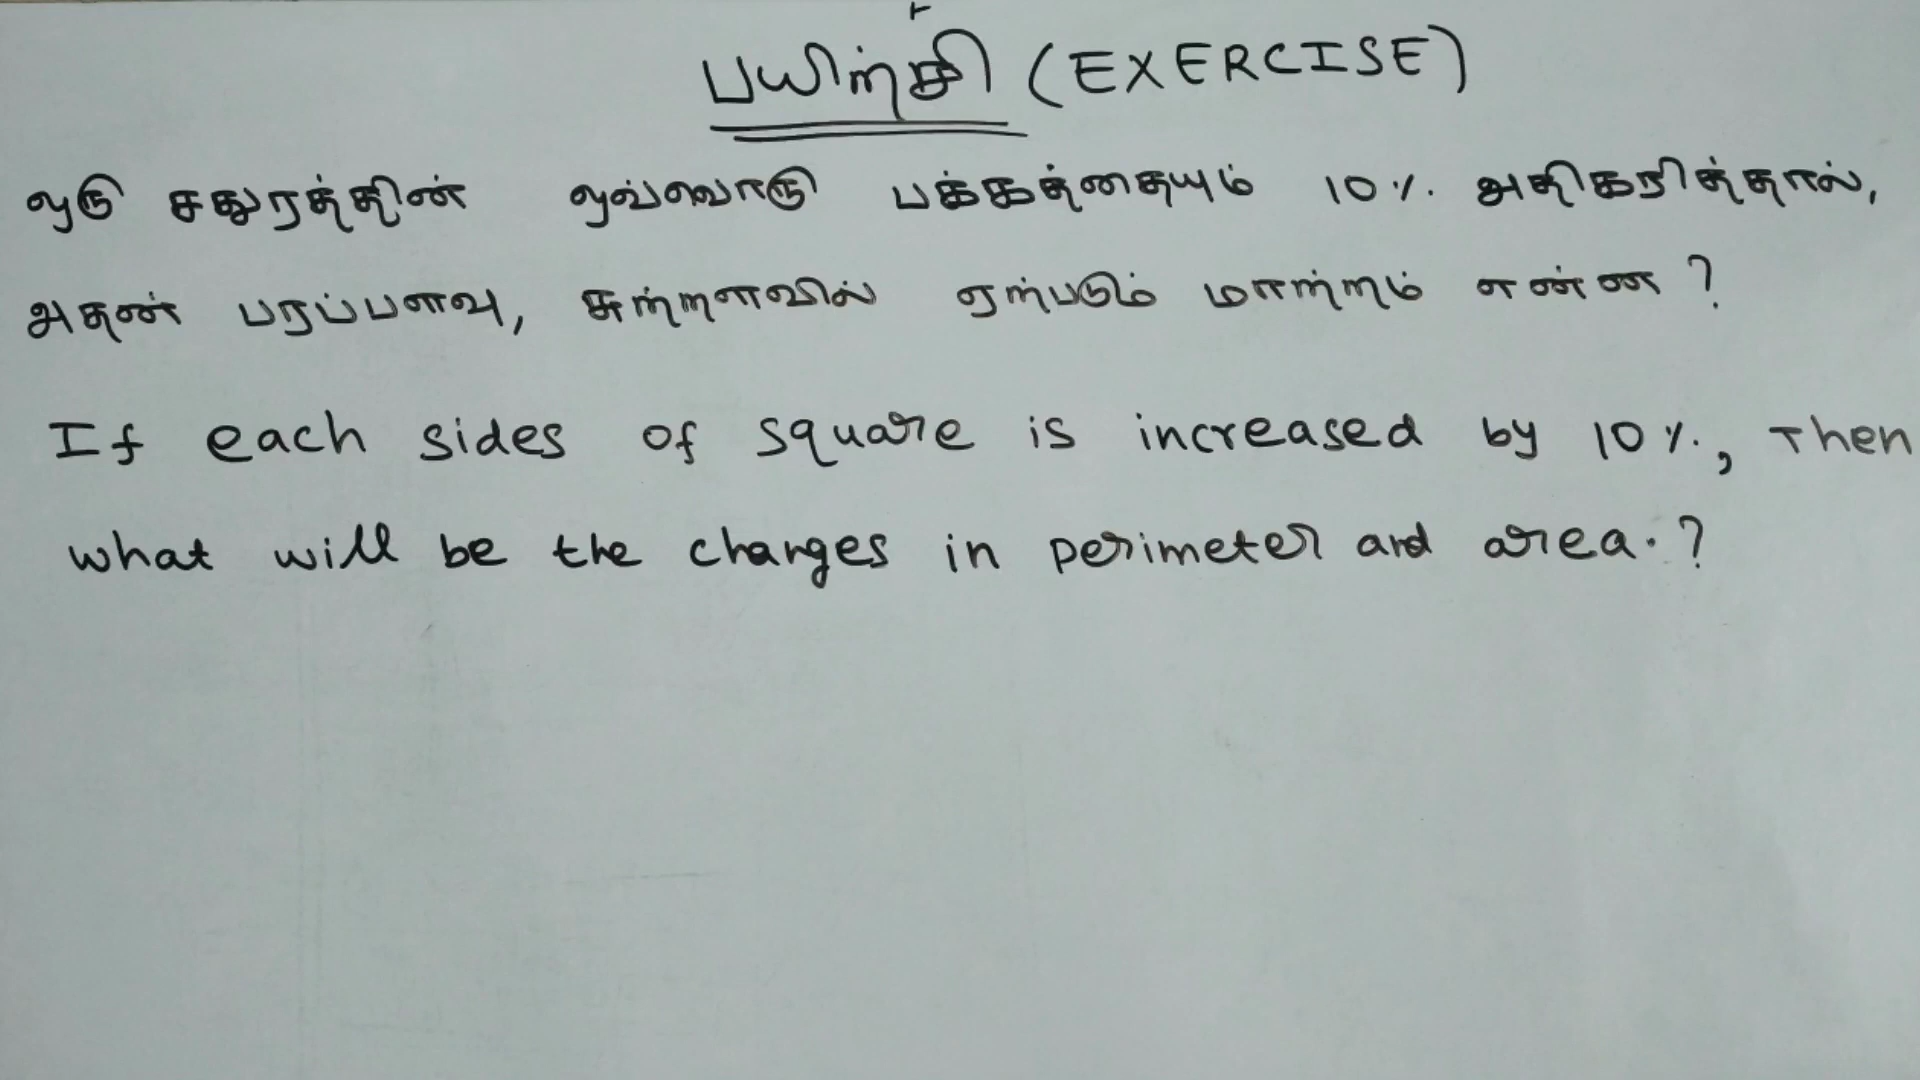 பயிற்சி (EXERCISE)
ஒரு சதுரத்தின் ஒவ்வொரு பக்கத்தையும் 10%. அதிகரித்தால்,
அதன் பரப்பளவு, சுற்றளவில் ஏற்படும் மாற்றம் என்ன?
If each sides of square is increased by 10%, Then
what will be the changes in perimeter and area.?